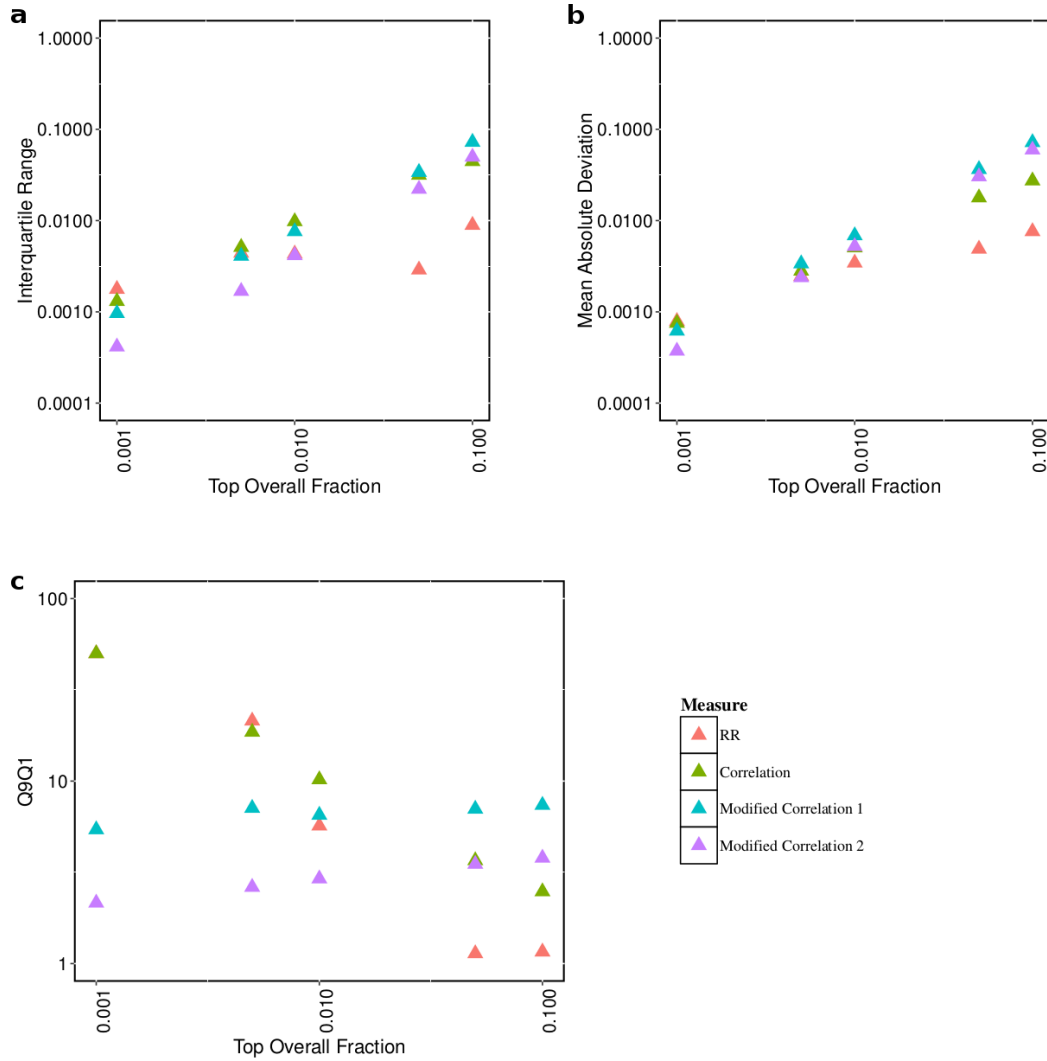 a
1.0000
0.1000
0.0100
0.0010
0.0001
Interquartile Range
0.001
0.010
0.100
Top Overall Fraction
b
1.0000
0.1000
0.0100
0.0010
0.0001
Mean Absolute Deviation
0.001
0.010
0.100
Top Overall Fraction
c
100
10
1
Q9Q1
0.001
0.010
0.100
Top Overall Fraction
Measure
RR
Correlation
Modified Correlation 1
Modified Correlation 2